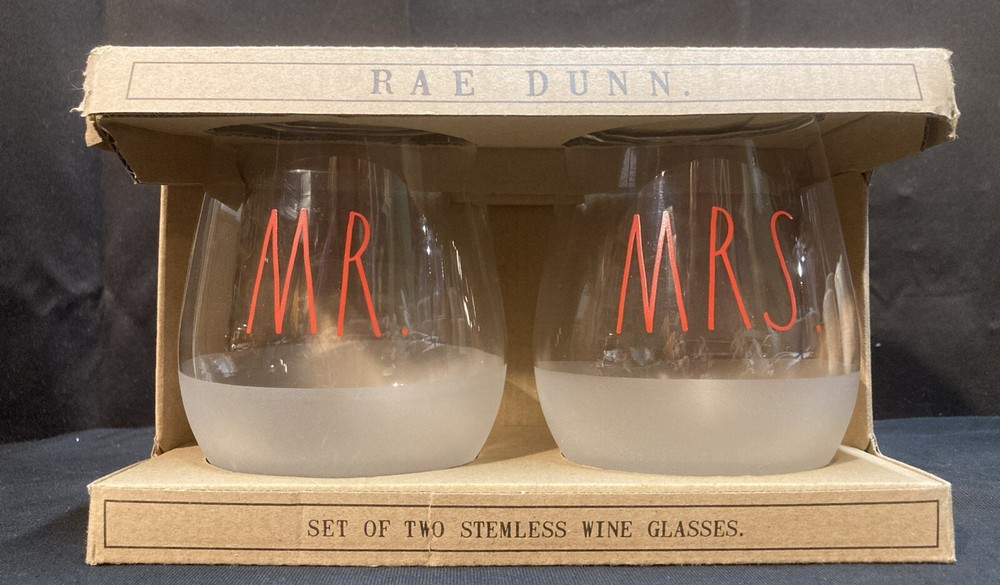 RAE DUNN.
MR.
MRS.
SET OF TWO STEMLESS WINE GLASSES.